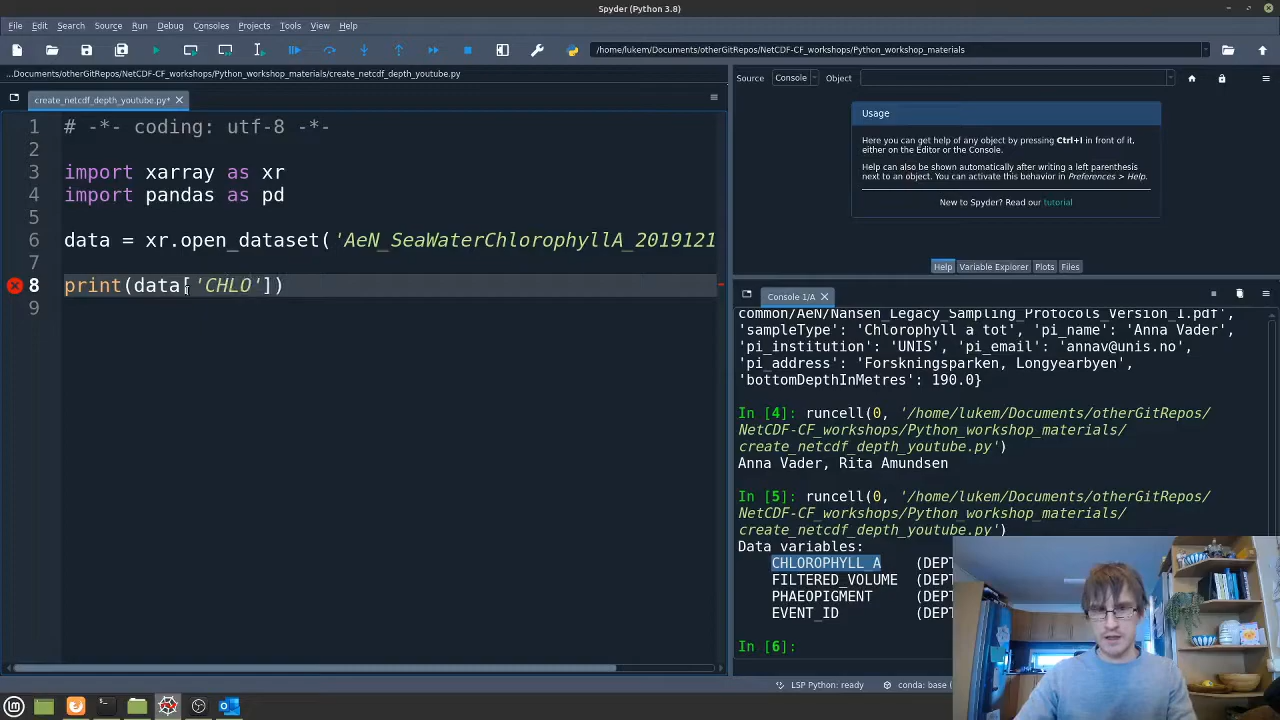 Spyder (Python 3.8)
File Edit Search Source Run Debug Consoles Projects Tools View Help
/home/lukem/Documents/otherGitRepos/NetCDF-CF_workshops/Python_workshop_materials
...Documents/otherGitRepos/NetCDF-CF_workshops/Python_workshop_materials/create_netcdf_depth_youtube.py
create_netcdf_depth_youtube.py*
1 # -*- coding: utf-8 -*-
2
3 import xarray as xr
4 import pandas as pd
5
6 data = xr.open_dataset('AeN_SeaWaterChlorophyllA_2019121
7
8 print(data['CHLO'])
9
Source Console Object
Usage
Here you can get help of any object by pressing Ctrl+I in front of it,
either on the Editor or the Console.
Help can also be shown automatically after writing a left parenthesis
next to an object. You can activate this behavior in Preferences > Help.
New to Spyder? Read our tutorial
Help Variable Explorer Plots Files
Console 1/A
common/AeN/Nansen_Legacy_Sampling_Protocols_Version_1.pdf',
'sampleType': 'Chlorophyll a tot', 'pi_name': 'Anna Vader',
'pi_institution': 'UNIS', 'pi_email': 'annav@unis.no',
'pi_address': 'Forskningsparken, Longyearbyen',
'bottomDepthInMetres': 190.0}
In [4]: runcell(0, '/home/lukem/Documents/otherGitRepos/
NetCDF-CF_workshops/Python_workshop_materials/
create_netcdf_depth_youtube.py')
Anna Vader, Rita Amundsen
In [5]: runcell(0, '/home/lukem/Documents/otherGitRepos/
NetCDF-CF_workshops/Python_workshop_materials/
create_netcdf_depth_youtube.py')
Data variables:
CHLOROPHYLL_A (DEPT
FILTERED_VOLUME (DEPT
PHAEOPIGMENT (DEPT
EVENT_ID (DEPT
In [6]:
LSP Python: ready conda: base (